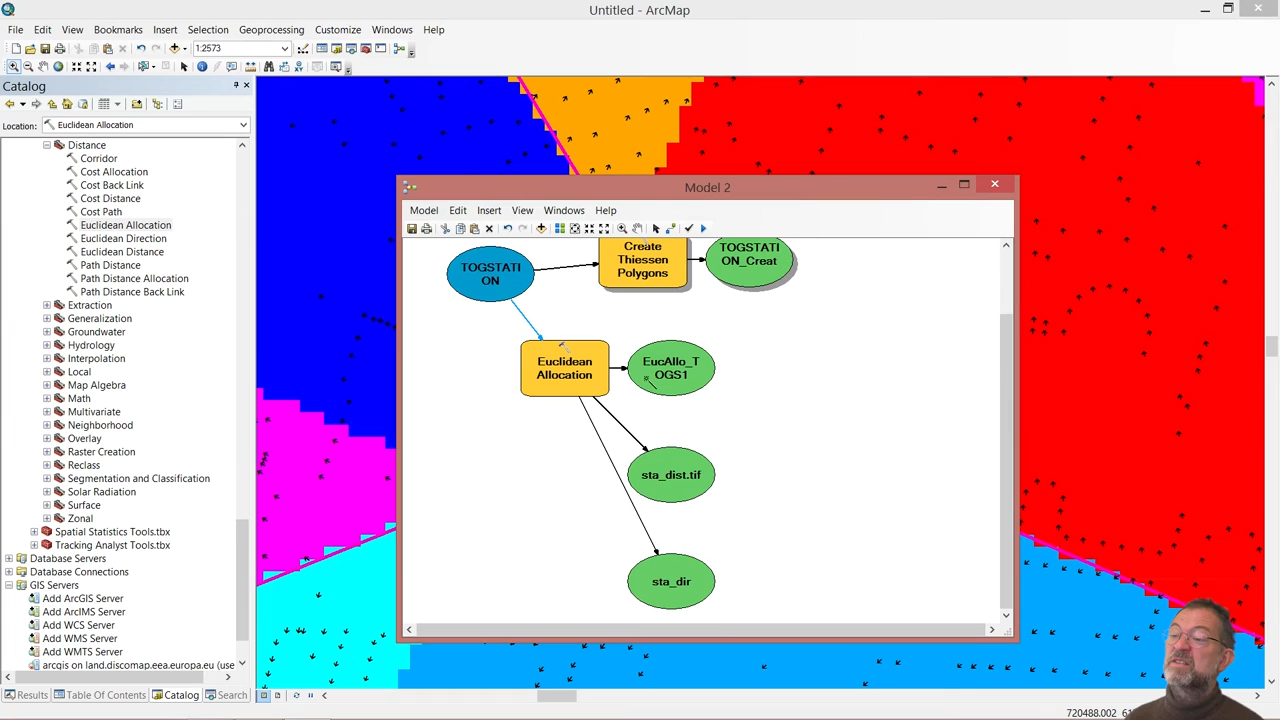 Untitled - ArcMap
File Edit View Bookmarks Insert Selection Geoprocessing Customize Windows Help
1:2573
Catalog
Location: Euclidean Allocation
Distance
Corridor
Cost Allocation
Cost Back Link
Cost Distance
Cost Path
Euclidean Allocation
Euclidean Direction
Euclidean Distance
Path Distance
Path Distance Allocation
Path Distance Back Link
Extraction
Generalization
Groundwater
Hydrology
Interpolation
Local
Map Algebra
Math
Multivariate
Neighborhood
Overlay
Raster Creation
Reclass
Segmentation and Classification
Solar Radiation
Surface
Zonal
Spatial Statistics Tools.tbx
Tracking Analyst Tools.tbx
Database Servers
Database Connections
GIS Servers
Add ArcGIS Server
Add ArcIMS Server
Add WCS Server
Add WMS Server
Add WMTS Server
arcgis on land.discomap.eea.europa.eu (use
Results Table Of Contents Catalog Search
Model 2
Model Edit Insert View Windows Help
TOGSTATI
ON
Create
Thiessen
Polygons
TOGSTATI
ON_Creat
Euclidean
Allocation
EucAllo_T
OGS1
sta_dist.tif
sta_dir
720488.002